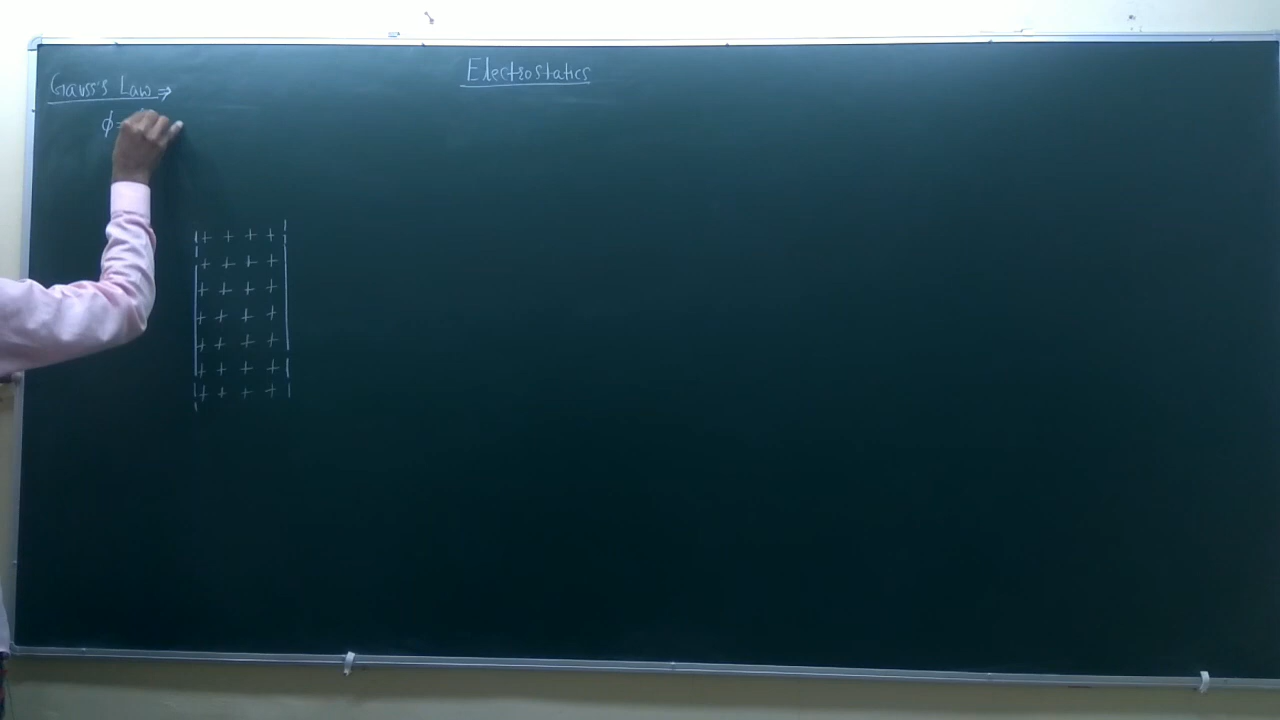 Electrostatics
Gauss's Law ⇒
ϕ =
+ + + +
+ + + +
+ + + +
+ + + +
+ + + +
+ + + +
+ + + +